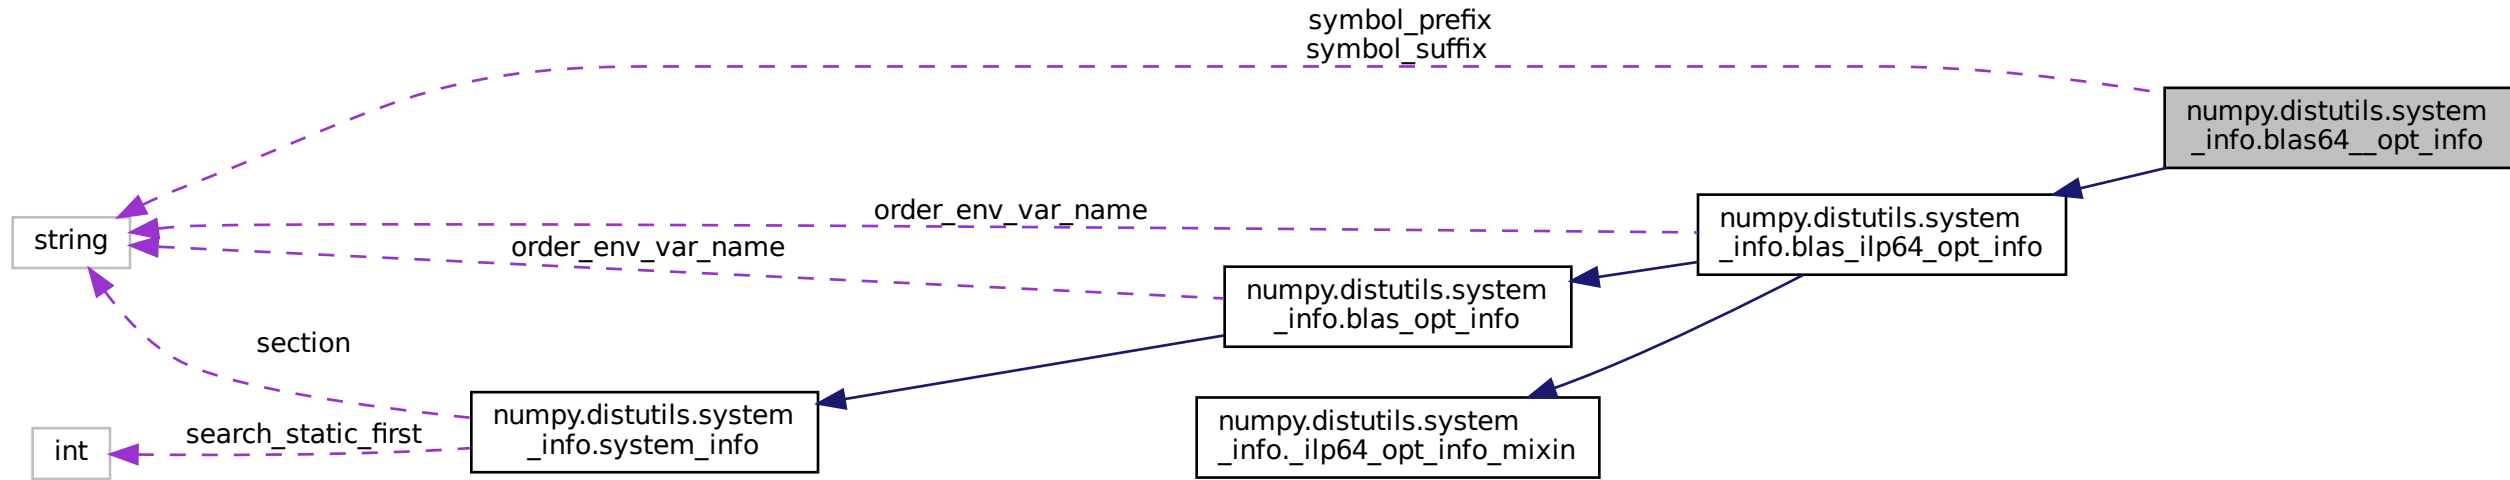 symbol_prefix
symbol_suffix
numpy.distutils.system
_info.blas64__opt_info
order_env_var_name
numpy.distutils.system
_info.blas_ilp64_opt_info
string
order_env_var_name
numpy.distutils.system
_info.blas_opt_info
section
numpy.distutils.system
_info.system_info
search_static_first
int
numpy.distutils.system
_info._ilp64_opt_info_mixin